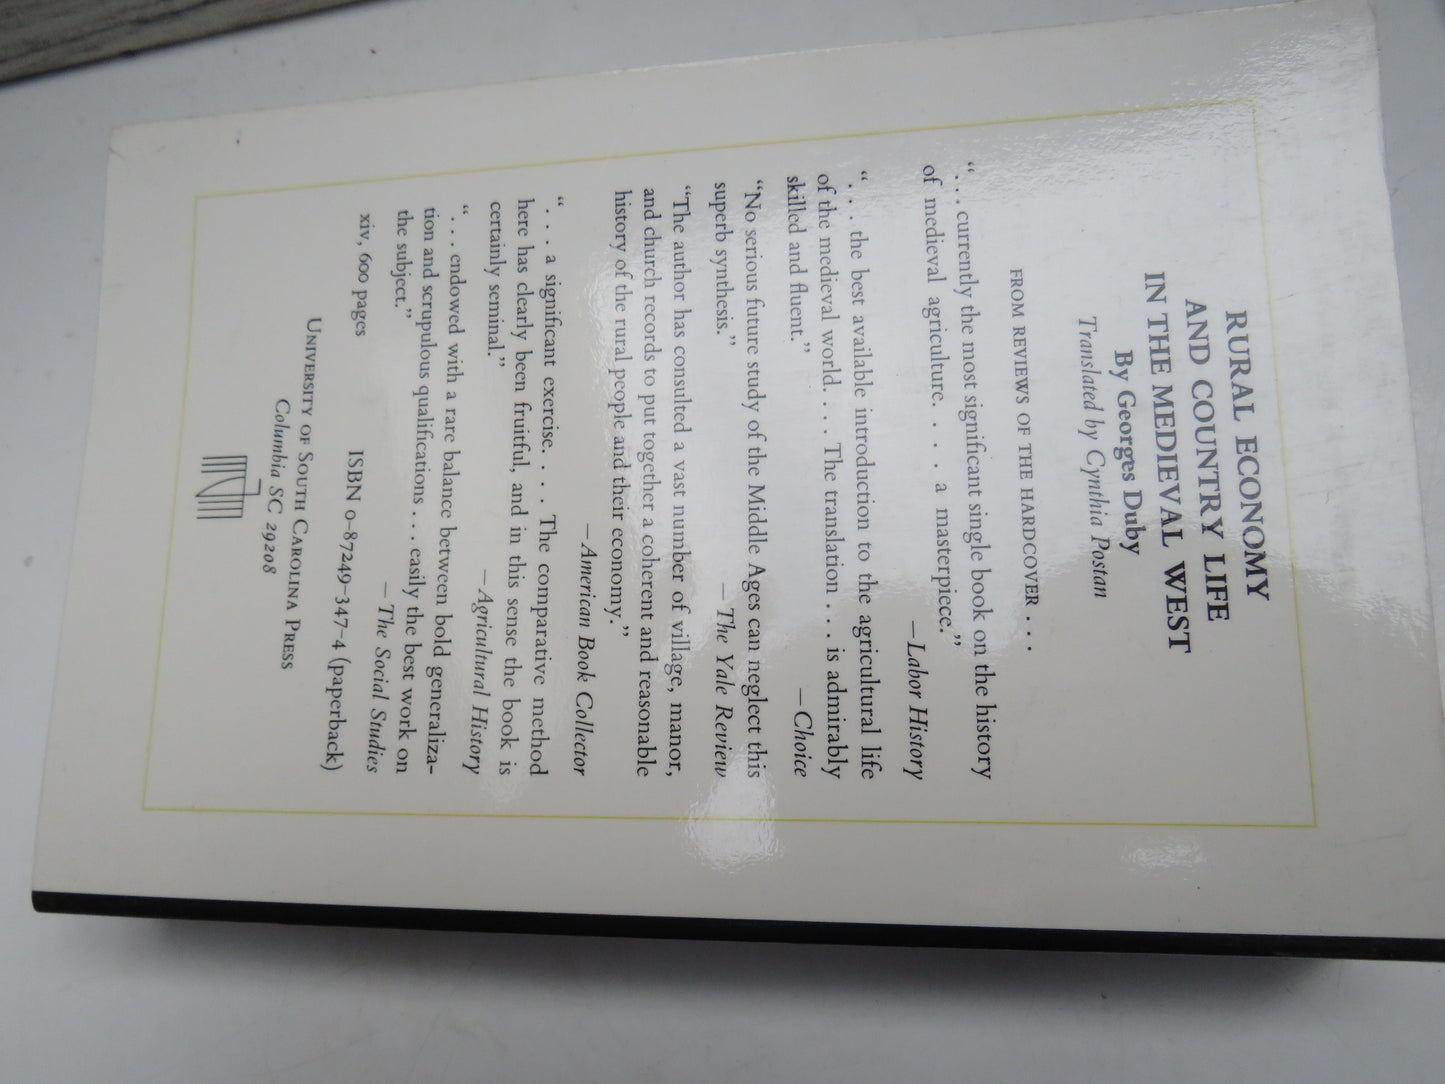 RURAL ECONOMY
AND COUNTRY LIFE
IN THE MEDIEVAL WEST
By Georges Duby
Translated by Cynthia Postan
FROM REVIEWS OF THE HARDCOVER . . .
“. . . currently the most significant single book on the history
of medieval agriculture. . . . a masterpiece.”
—Labor History
“. . . the best available introduction to the agricultural life
of the medieval world. . . . The translation . . . is admirably
skilled and fluent.”
—Choice
“No serious future study of the Middle Ages can neglect this
superb synthesis.”
—The Yale Review
“The author has consulted a vast number of village, manor,
and church records to put together a coherent and reasonable
history of the rural people and their economy.”
—American Book Collector
“. . . a significant exercise. . . . The comparative method
here has clearly been fruitful, and in this sense the book is
certainly seminal.”
—Agricultural History
“. . . endowed with a rare balance between bold generaliza-
tion and scrupulous qualifications . . . easily the best work on
the subject.”
—The Social Studies
xiv, 600 pages
ISBN 0-87249-347-4 (paperback)
UNIVERSITY OF SOUTH CAROLINA PRESS
Columbia SC 29208